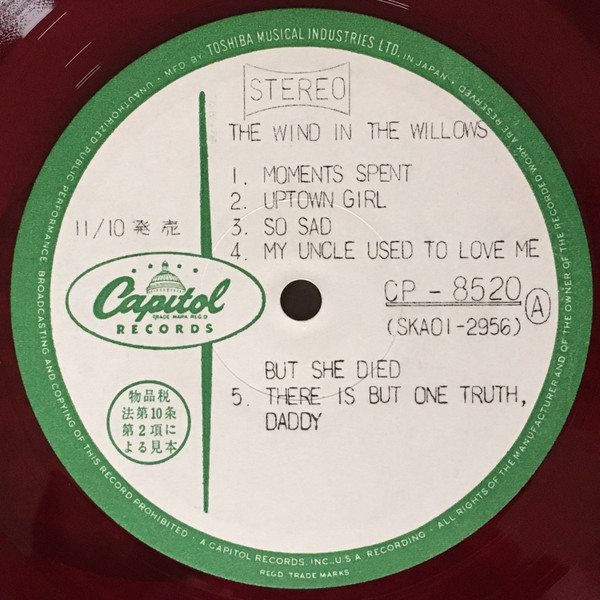 MFD. BY TOSHIBA MUSICAL INDUSTRIES LTD. IN JAPAN • ALL RIGHTS OF THE MANUFACTURER AND OF THE OWNER OF THE RECORDED WORK ARE RESERVED
UNAUTHORIZED PUBLIC PERFORMANCE BROADCASTING AND COPYING OF THIS RECORD PROHIBITED • A CAPITOL RECORDS, INC., U.S.A. RECORDING •
REGD. TRADE MARKS
STEREO
THE WIND IN THE WILLOWS
1. MOMENTS SPENT
2. UPTOWN GIRL
3. SO SAD
4. MY UNCLE USED TO LOVE ME
11/10 発売
Capitol
TRADE MARK REGD
RECORDS
CP - 8520 A
(SKAO1-2956)
BUT SHE DIED
5. THERE IS BUT ONE TRUTH,
DADDY
物品税
法第10条
第2項に
よる見本